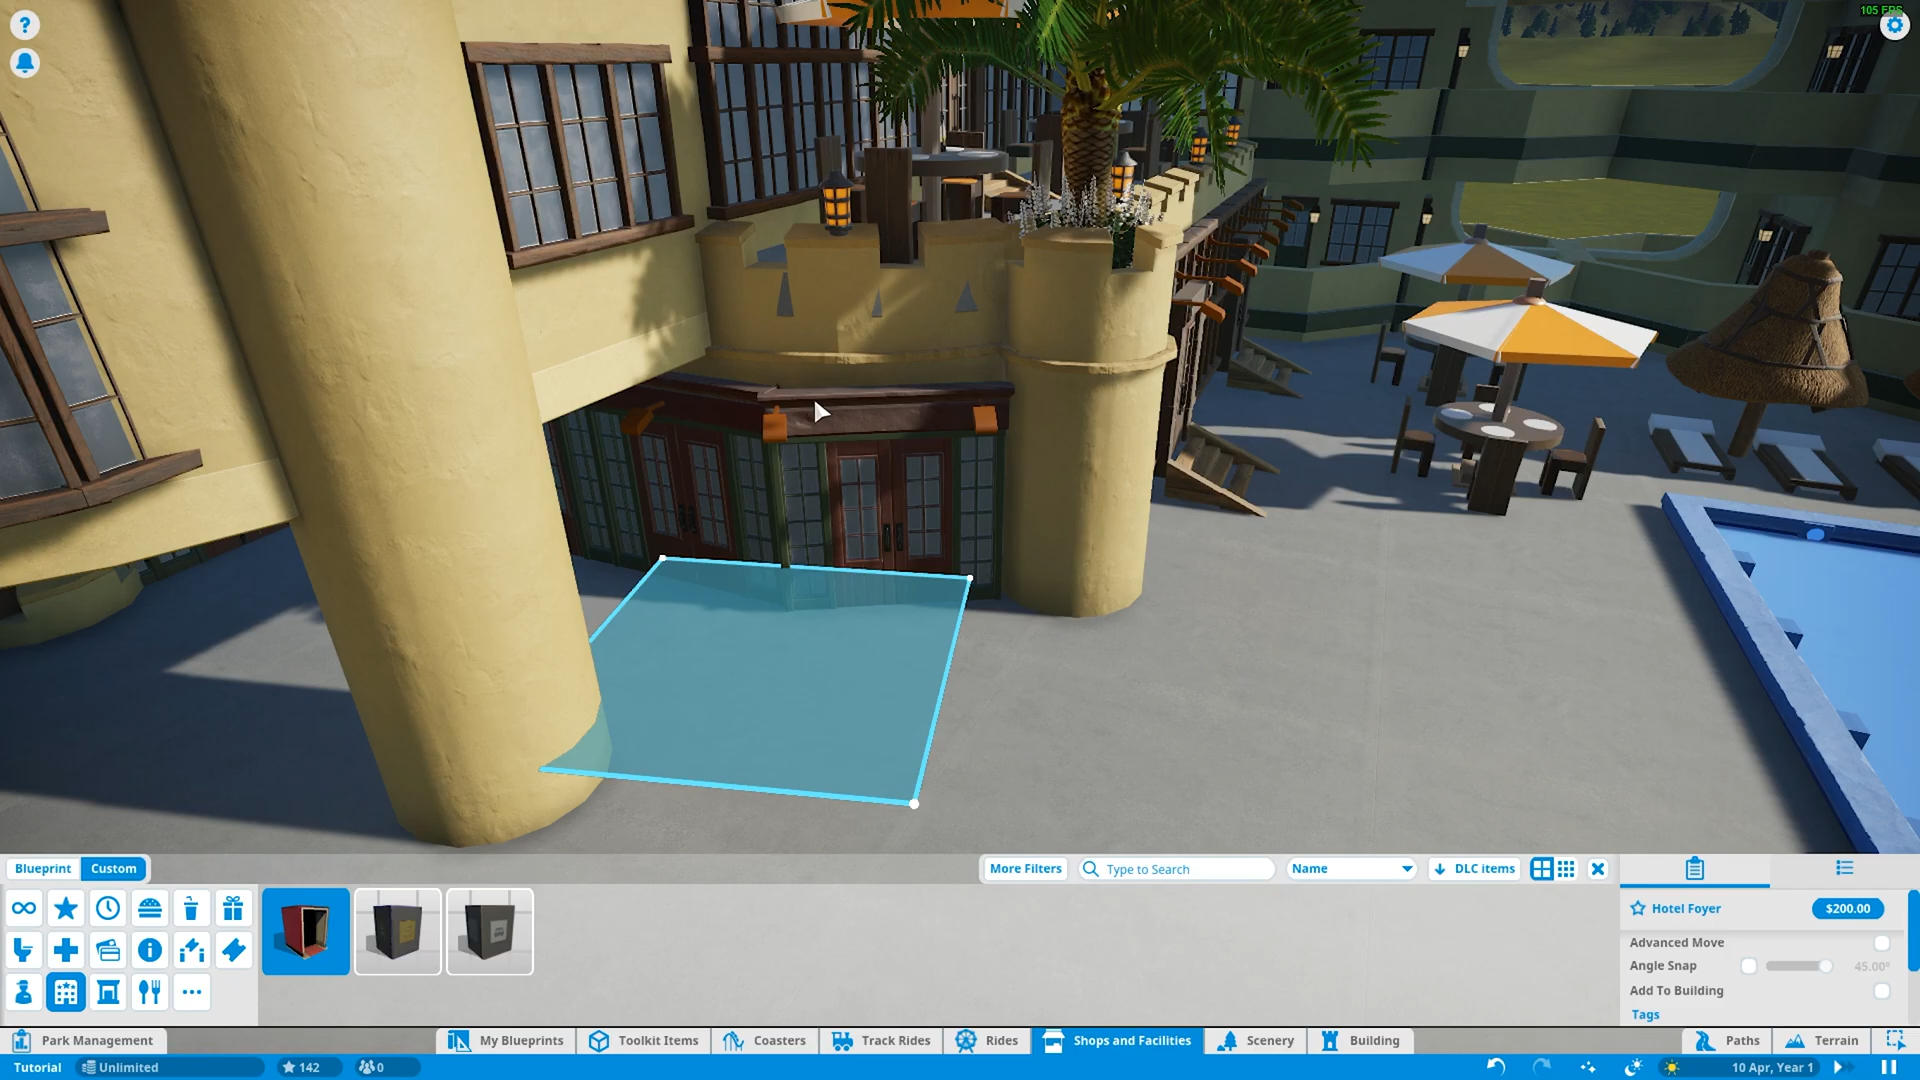 105 FPS
?
Blueprint Custom
More Filters Type to Search Name DLC items
Hotel Foyer $200.00
Advanced Move
Angle Snap 45.00°
Add To Building
Tags
Park Management My Blueprints Toolkit Items Coasters Track Rides Rides Shops and Facilities Scenery Building Paths Terrain
Tutorial Unlimited 142 0 10 Apr, Year 1